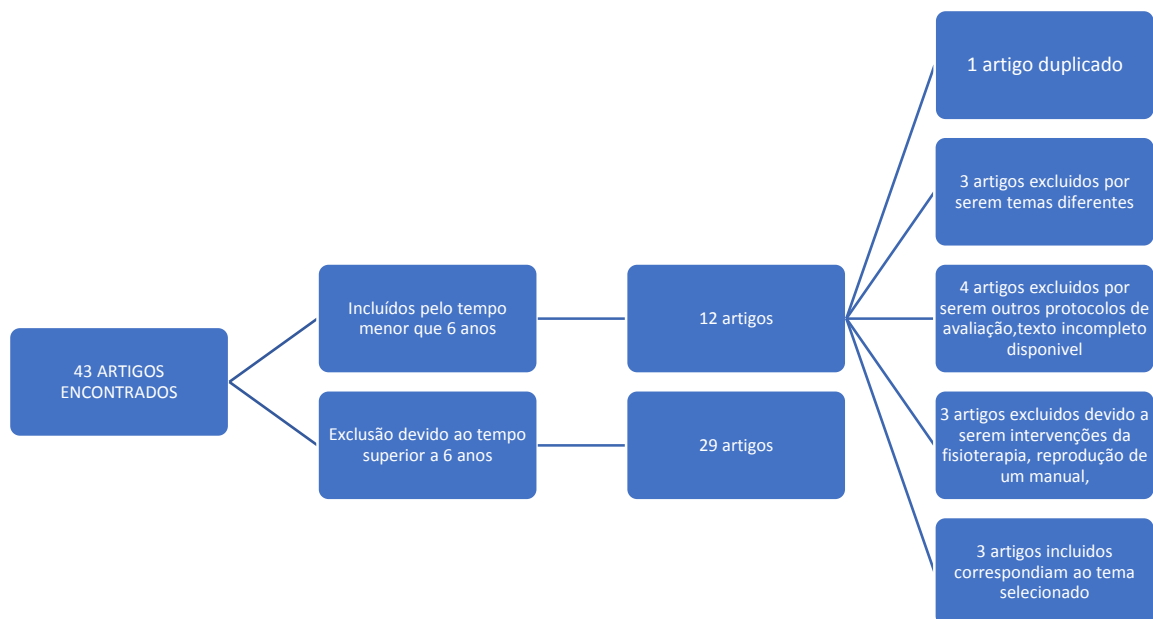 43 ARTIGOS
ENCONTRADOS
Incluídos pelo tempo
menor que 6 anos
Exclusão devido ao tempo
superior a 6 anos
12 artigos
29 artigos
1 artigo duplicado
3 artigos excluidos por
serem temas diferentes
4 artigos excluidos por
serem outros protocolos de
avaliação,texto incompleto
disponivel
3 artigos excluidos devido a
serem intervenções da
fisioterapia, reprodução de
um manual,
3 artigos incluidos
correspondiam ao tema
selecionado